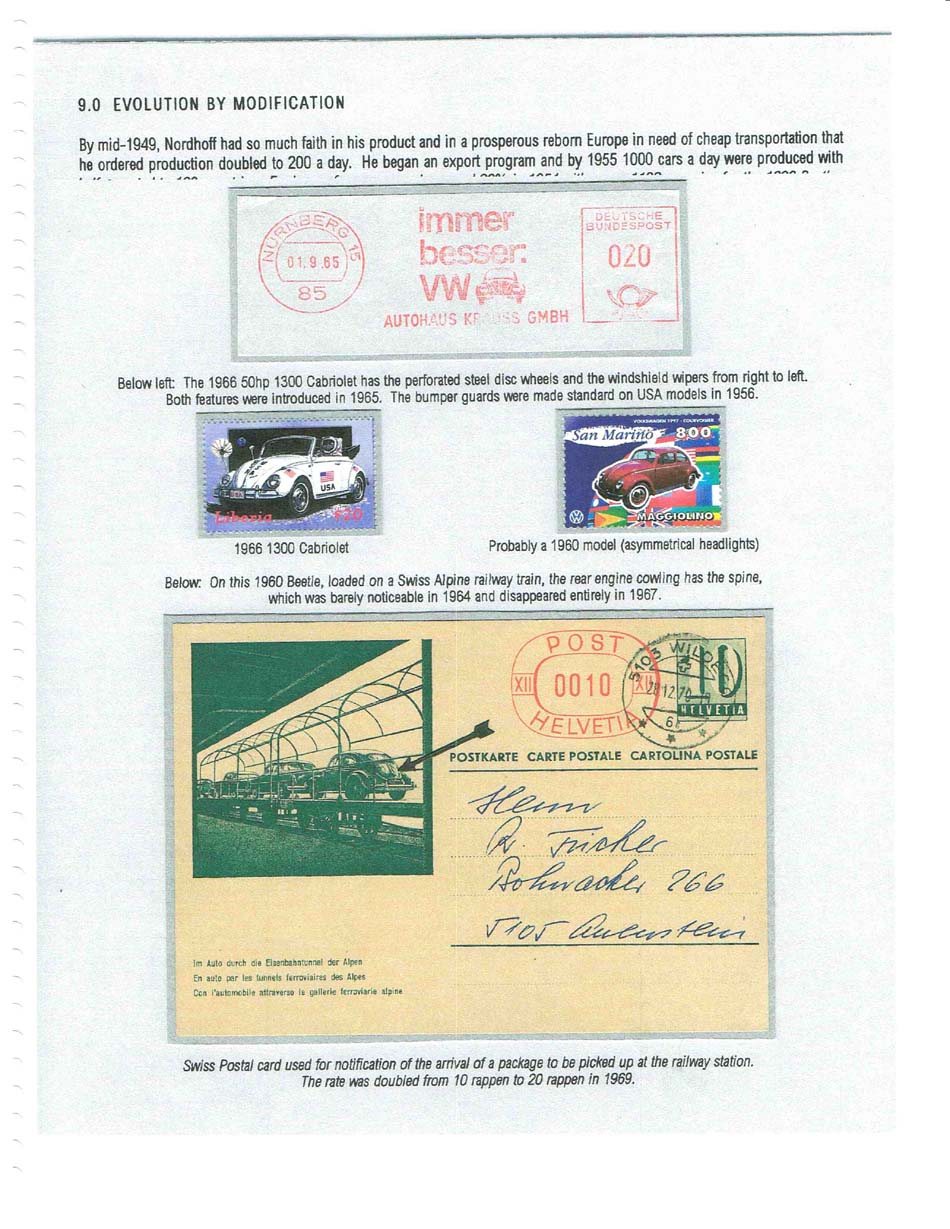 9.0 EVOLUTION BY MODIFICATION
By mid-1949, Nordhoff had so much faith in his product and in a prosperous reborn Europe in need of cheap transportation that
he ordered production doubled to 200 a day. He began an export program and by 1955 1000 cars a day were produced with
NÜRNBERG 15
01.9.65
85
immer
besser:
VW
AUTOHAUS KRAUSS GMBH
DEUTSCHE
BUNDESPOST
020
Below left: The 1966 50hp 1300 Cabriolet has the perforated steel disc wheels and the windshield wipers from right to left.
Both features were introduced in 1965. The bumper guards were made standard on USA models in 1956.
USA
Liberia $20
VOLKSWAGEN 1997 - COURVOISIER
San Marino 800
MAGGIOLINO
1966 1300 Cabriolet
Probably a 1960 model (asymmetrical headlights)
Below: On this 1960 Beetle, loaded on a Swiss Alpine railway train, the rear engine cowling has the spine,
which was barely noticeable in 1964 and disappeared entirely in 1967.
POST
XII 0010 XII
HELVETIA
5103
28.12.70
10
HELVETIA
POSTKARTE CARTE POSTALE CARTOLINA POSTALE
Herrn
R.
266
5105 Auenstein
Im Auto durch die Eisenbahntunnel der Alpen
En auto par les tunnels ferroviaires des Alpes
Con l'automobile attraverso le gallerie ferroviarie alpine
Swiss Postal card used for notification of the arrival of a package to be picked up at the railway station.
The rate was doubled from 10 rappen to 20 rappen in 1969.